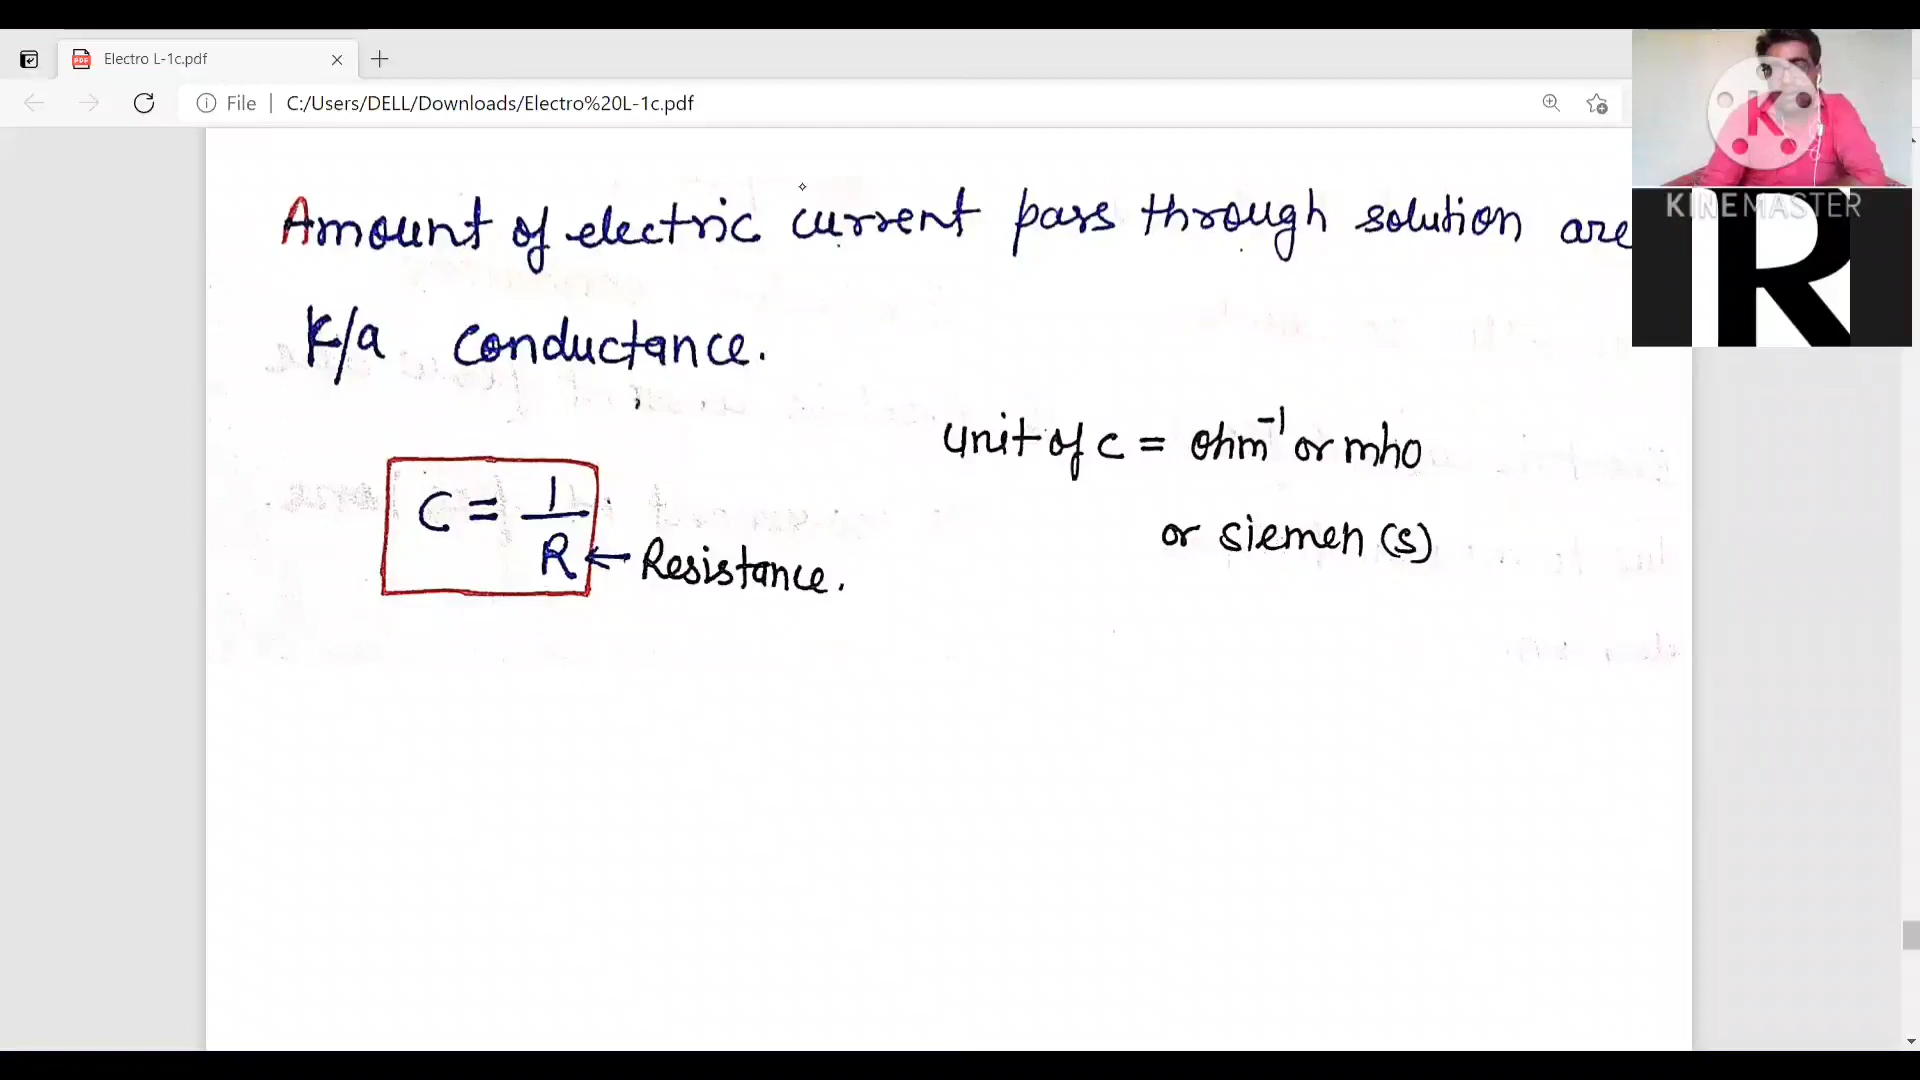 Electro L-1c.pdf
File | C:/Users/DELL/Downloads/Electro%20L-1c.pdf
KINEMASTER
K
R
Amount of electric current pass through solution are
K/a conductance.
unit of c = ohm⁻¹ or mho
or siemen (s)
C = 1/R ← Resistance.